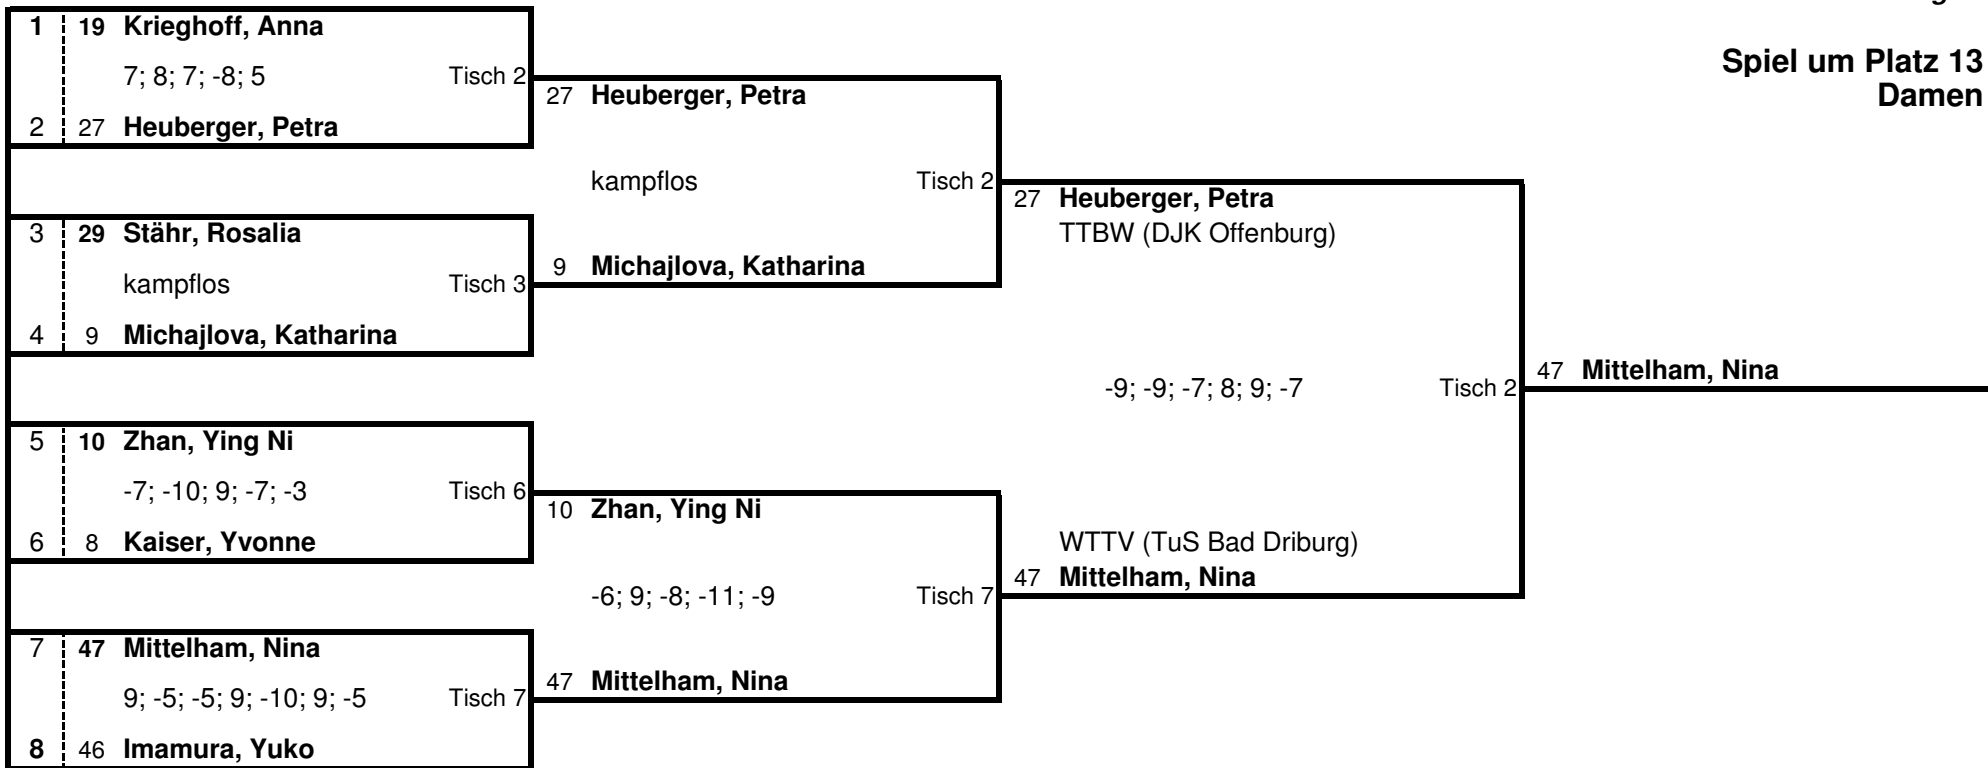 Spiel um Platz 13
Damen
1 19 Krieghoff, Anna
7; 8; 7; -8; 5 Tisch 2
2 27 Heuberger, Petra
3 29 Stähr, Rosalia
kampflos Tisch 3
4 9 Michajlova, Katharina
5 10 Zhan, Ying Ni
-7; -10; 9; -7; -3 Tisch 6
6 8 Kaiser, Yvonne
7 47 Mittelham, Nina
9; -5; -5; 9; -10; 9; -5 Tisch 7
8 46 Imamura, Yuko
27 Heuberger, Petra
kampflos Tisch 2
9 Michajlova, Katharina
10 Zhan, Ying Ni
-6; 9; -8; -11; -9 Tisch 7
47 Mittelham, Nina
27 Heuberger, Petra
TTBW (DJK Offenburg)
-9; -9; -7; 8; 9; -7 Tisch 2
WTTV (TuS Bad Driburg)
47 Mittelham, Nina
47 Mittelham, Nina